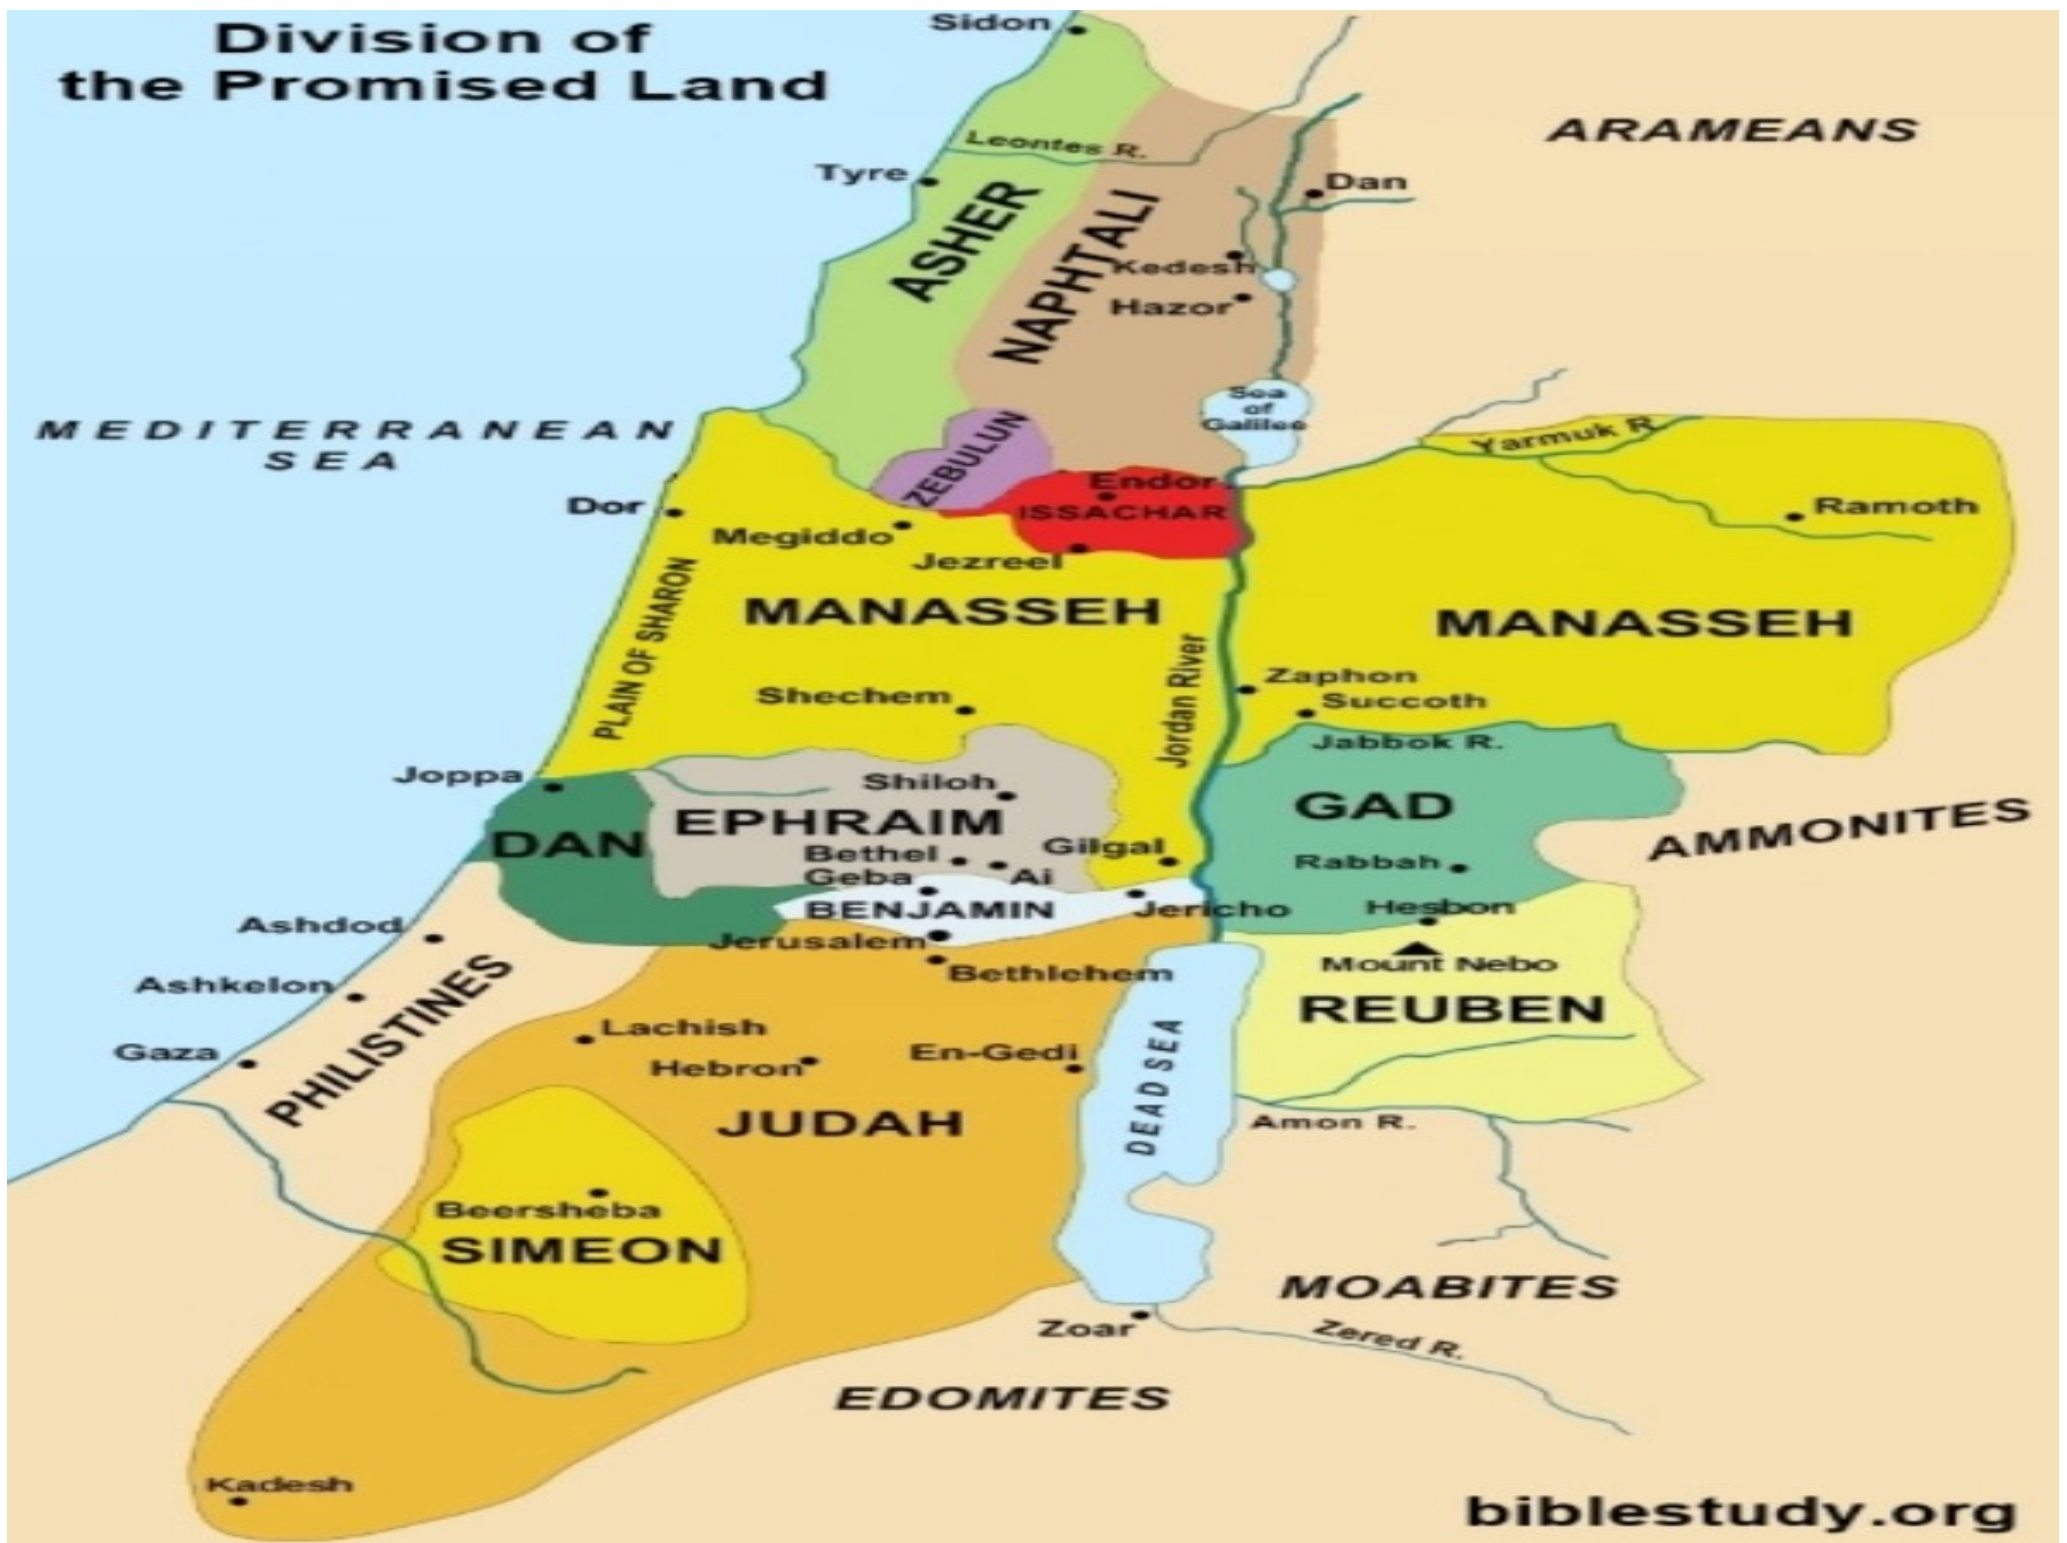 Division of
the Promised Land
Sidon
ARAMEANS
Leontes R.
Tyre
Dan
ASHER
NAPHTALI
Kedesh
Hazor
Sea
of
Galilee
MEDITERRANEAN
SEA
ZEBULUN
Yarmuk R
Endor
Dor
ISSACHAR
Ramoth
Megiddo
Jezreel
PLAIN OF SHARON
MANASSEH
MANASSEH
Jordan River
Zaphon
Shechem
Succoth
Jabbok R.
Joppa
Shiloh
GAD
EPHRAIM
DAN
AMMONITES
Bethel
Gilgal
Rabbah
Geba
Ai
BENJAMIN
Jericho
Hesbon
Ashdod
Jerusalem
Mount Nebo
Bethlehem
Ashkelon
PHILISTINES
REUBEN
Lachish
Gaza
Hebron
En-Gedi
DEAD SEA
JUDAH
Amon R.
Beersheba
SIMEON
MOABITES
Zoar
Zered R.
EDOMITES
Kadesh
biblestudy.org